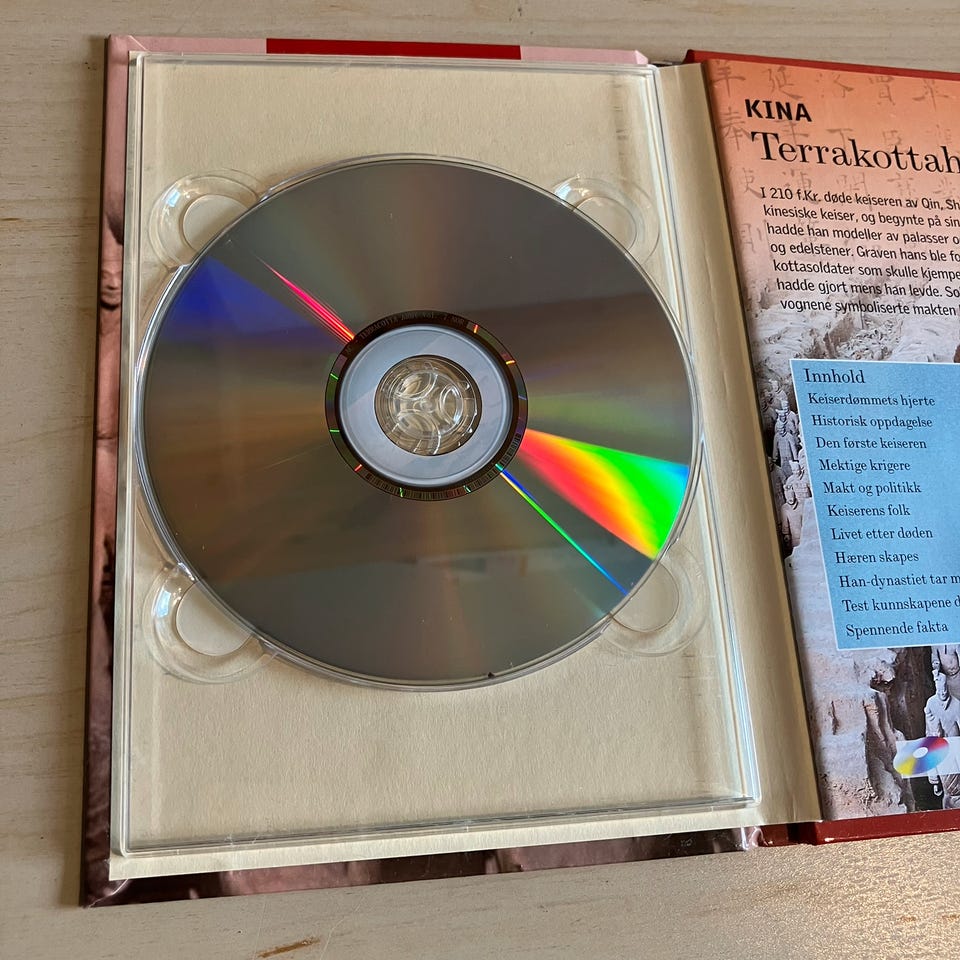 TERRACOTTA ARMY
KINA
Terrakottah
I 210 f.Kr. døde keiseren av Qin, Sh
kinesiske keiser, og begynte på sin
hadde han modeller av palasser o
og edelstener. Graven hans ble fo
kottasoldater som skulle kjempe
hadde gjort mens han levde. So
vognene symboliserte makten
Innhold
Keiserdømmets hjerte
Historisk oppdagelse
Den første keiseren
Mektige krigere
Makt og politikk
Keiserens folk
Livet etter døden
Hæren skapes
Han-dynastiet tar m
Test kunnskapene d
Spennende fakta